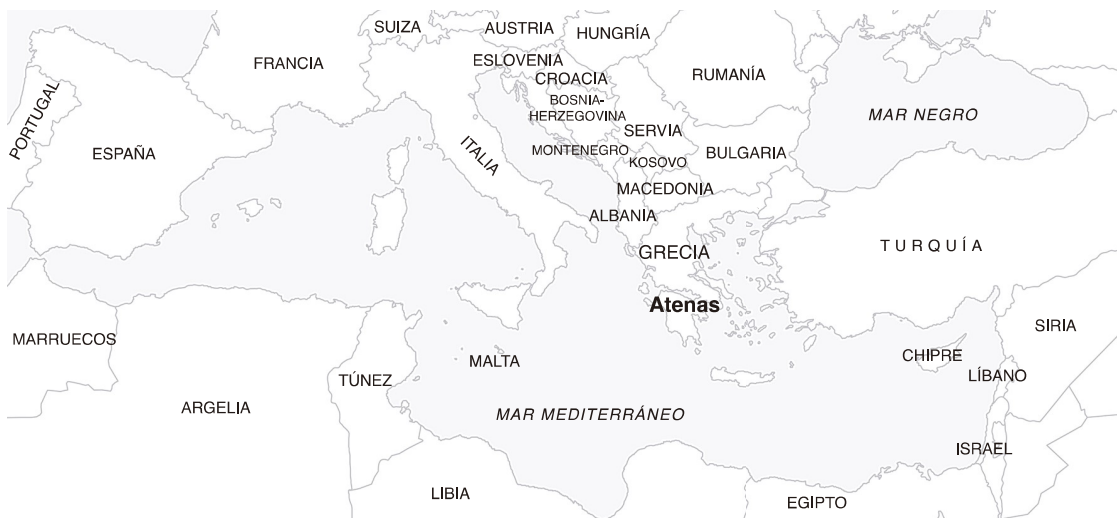 SUIZA
AUSTRIA
HUNGRÍA
FRANCIA
ESLOVENIA
CROACIA
RUMANÍA
BOSNIA-
HERZEGOVINA
MAR NEGRO
PORTUGAL
ESPAÑA
ITALIA
SERVIA
MONTENEGRO
KOSOVO
BULGARIA
MACEDONIA
ALBANIA
GRECIA
TURQUÍA
Atenas
MARRUECOS
SIRIA
MALTA
CHIPRE
TÚNEZ
LÍBANO
ARGELIA
MAR MEDITERRÁNEO
ISRAEL
LIBIA
EGIPTO